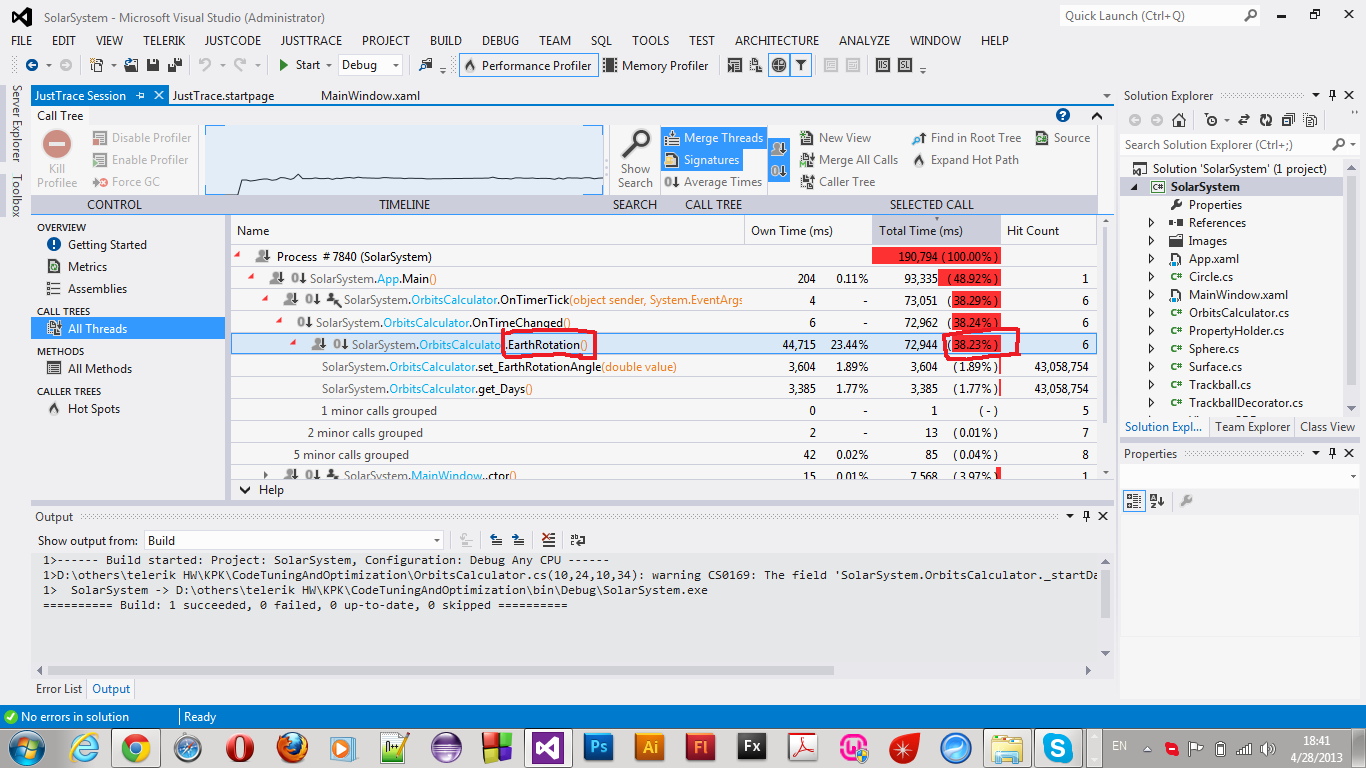 SolarSystem - Microsoft Visual Studio (Administrator)
Quick Launch (Ctrl+Q)
FILE EDIT VIEW TELERIK JUSTCODE JUSTTRACE PROJECT BUILD DEBUG TEAM SQL TOOLS TEST ARCHITECTURE ANALYZE WINDOW HELP
Start Debug Performance Profiler Memory Profiler
Server Explorer
Toolbox
JustTrace Session JustTrace.startpage MainWindow.xaml
Call Tree
Kill Profiler
Disable Profiler
Enable Profiler
Force GC
Show Search
Merge Threads
Signatures
Average Times
New View
Merge All Calls
Caller Tree
Find in Root Tree
Expand Hot Path
Source
CONTROL TIMELINE SEARCH CALL TREE SELECTED CALL
OVERVIEW
Getting Started
Metrics
Assemblies
CALL TREES
All Threads
METHODS
All Methods
CALLER TREES
Hot Spots
Name Own Time (ms) Total Time (ms) Hit Count
Process # 7840 (SolarSystem) 190,794 (100.00%)
SolarSystem.App.Main() 204 0.11% 93,335 (48.92%) 1
SolarSystem.OrbitsCalculator.OnTimerTick(object sender, System.EventArgs 4 - 73,051 (38.29%) 6
SolarSystem.OrbitsCalculator.OnTimeChanged() 6 - 72,962 (38.24%) 6
SolarSystem.OrbitsCalculato .EarthRotation() 44,715 23.44% 72,944 (38.23%) 6
SolarSystem.OrbitsCalculator.set_EarthRotationAngle(double value) 3,604 1.89% 3,604 (1.89%) 43,058,754
SolarSystem.OrbitsCalculator.get_Days() 3,385 1.77% 3,385 (1.77%) 43,058,754
1 minor calls grouped 0 - 1 (-) 5
2 minor calls grouped 2 - 13 (0.01%) 7
5 minor calls grouped 42 0.02% 85 (0.04%) 8
SolarSystem.MainWindow..ctor() 15 0.01% 7,568 (3.97%) 1
Help
Solution Explorer
Search Solution Explorer (Ctrl+;)
Solution 'SolarSystem' (1 project)
C# SolarSystem
Properties
References
Images
App.xaml
C# Circle.cs
MainWindow.xaml
C# OrbitsCalculator.cs
C# PropertyHolder.cs
C# Sphere.cs
C# Surface.cs
C# Trackball.cs
C# TrackballDecorator.cs
Solution Expl... Team Explorer Class View
Properties
Output
Show output from: Build
1>------ Build started: Project: SolarSystem, Configuration: Debug Any CPU ------
1>D:\others\telerik HW\KPK\CodeTuningAndOptimization\OrbitsCalculator.cs(10,24,10,34): warning CS0169: The field 'SolarSystem.OrbitsCalculator._startDa
1> SolarSystem -> D:\others\telerik HW\KPK\CodeTuningAndOptimization\bin\Debug\SolarSystem.exe
========== Build: 1 succeeded, 0 failed, 0 up-to-date, 0 skipped ==========
Error List Output
No errors in solution Ready
Ps Ai Fl Fx
EN
18:41
4/28/2013